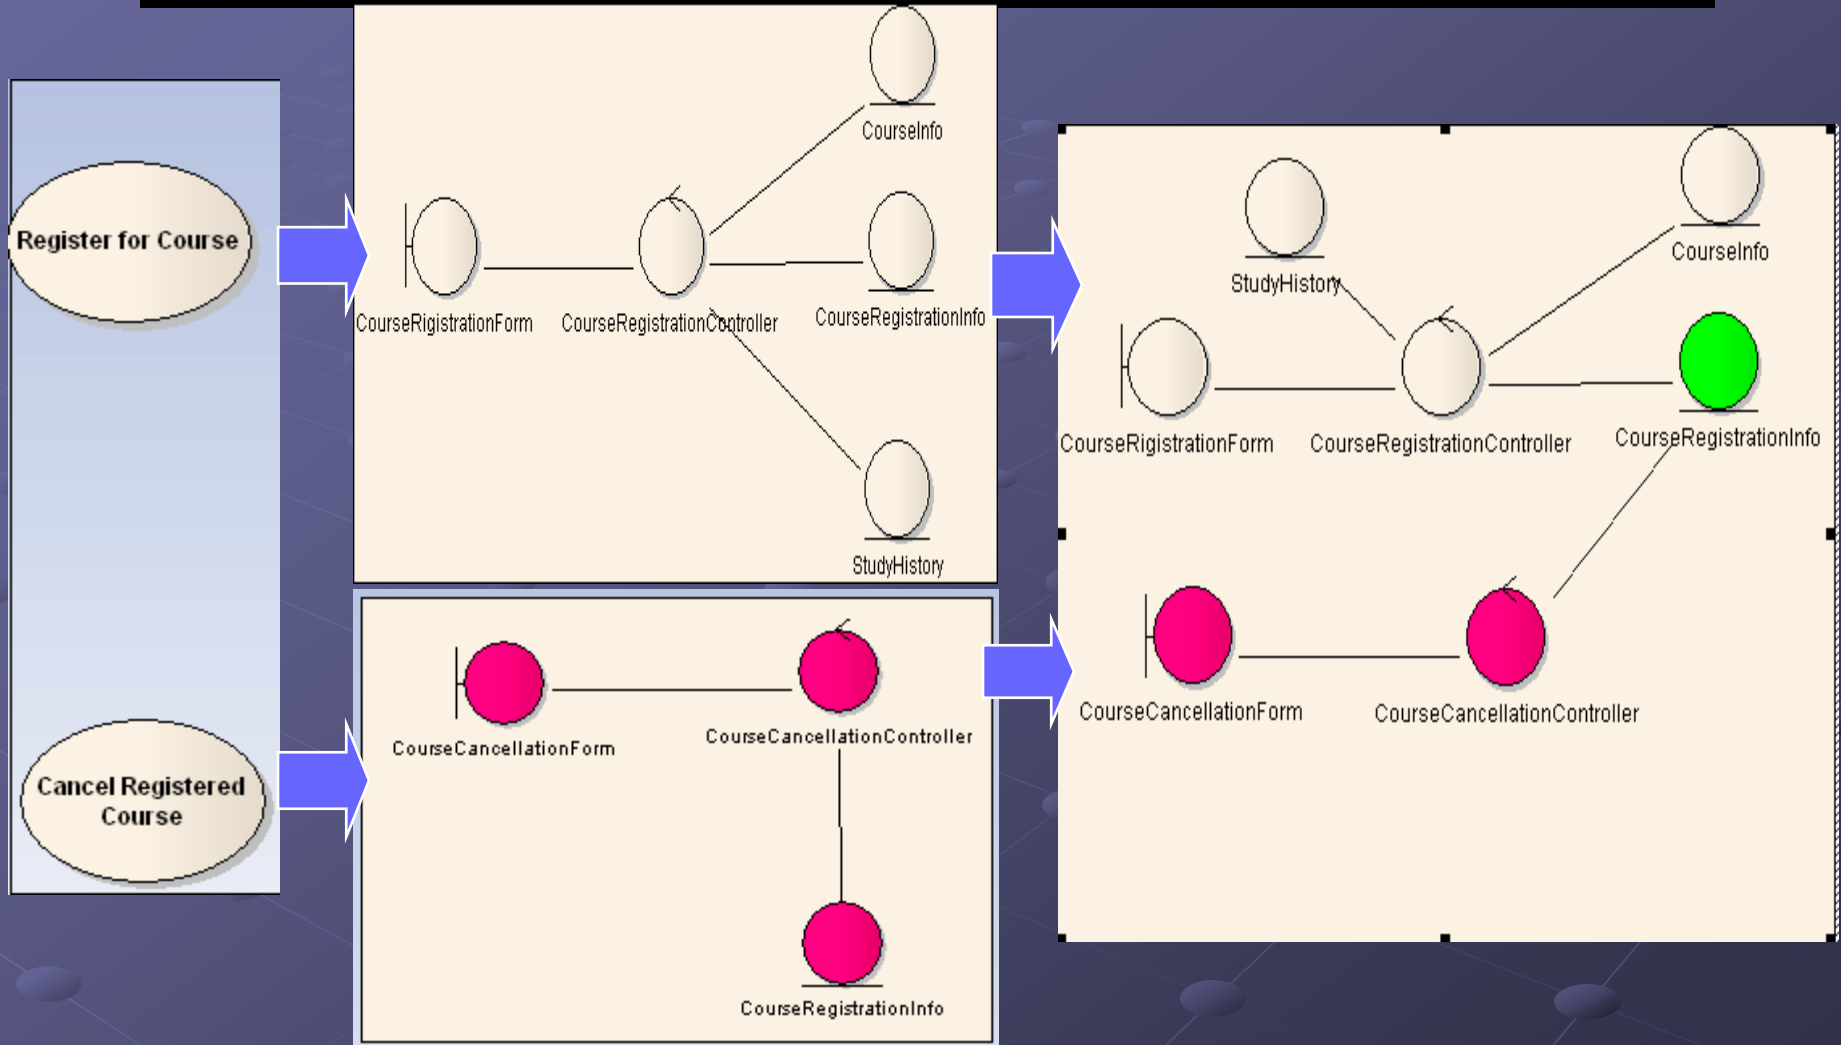 Register for Course
Cancel Registered
Course
CourseInfo
CourseRigistrationForm
CourseRegistrationController
CourseRegistrationInfo
StudyHistory
CourseCancellationForm
CourseCancellationController
CourseRegistrationInfo
StudyHistory
CourseInfo
CourseRigistrationForm
CourseRegistrationController
CourseRegistrationInfo
CourseCancellationForm
CourseCancellationController